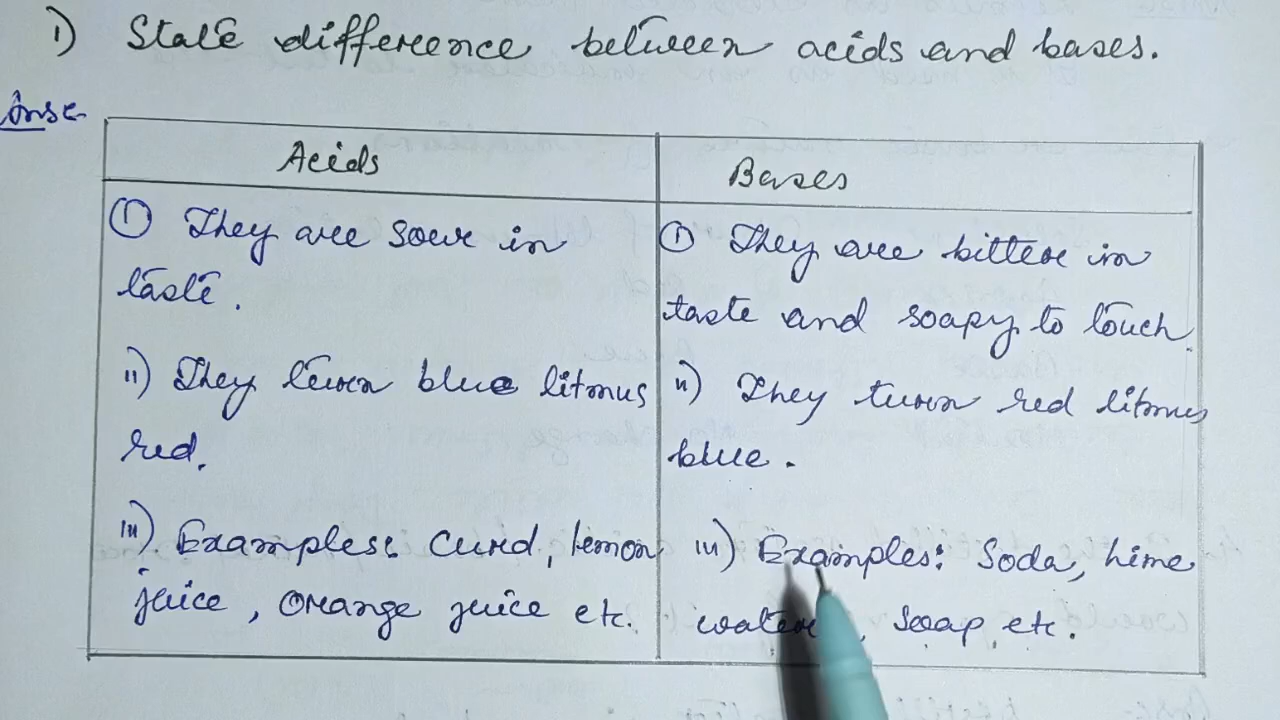 1) State difference between acids and bases.
Ans:-
Acids
Bases
① They are sour in
taste.
ii) They turn blue litmus
red.
iii) Examples: Curd, lemon
juice, orange juice etc.
① They are bitter in
taste and soapy to touch.
ii) They turn red litmus
blue.
iii) Examples: Soda, lime
water, soap etc.